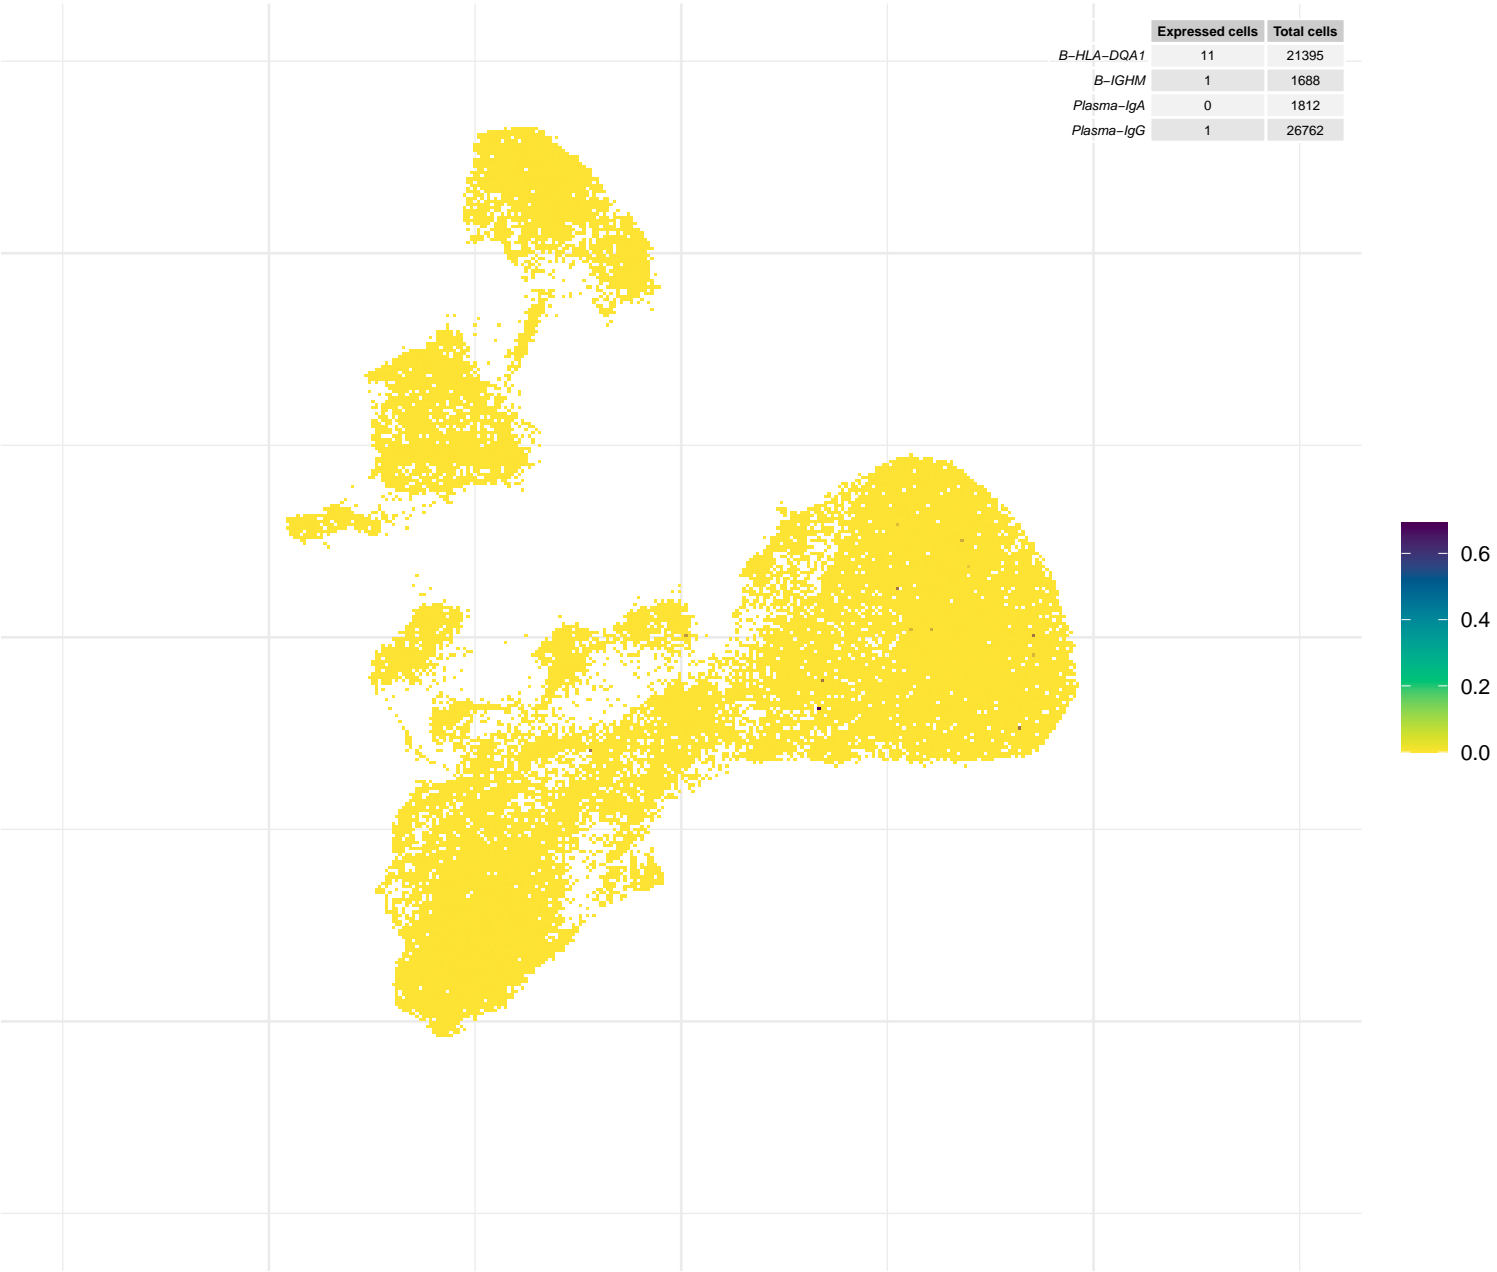 Expressed cells Total cells
B−HLA−DQA1 11 21395
B−IGHM 1 1688
Plasma−IgA 0 1812
Plasma−IgG 1 26762
0.6
0.4
0.2
0.0